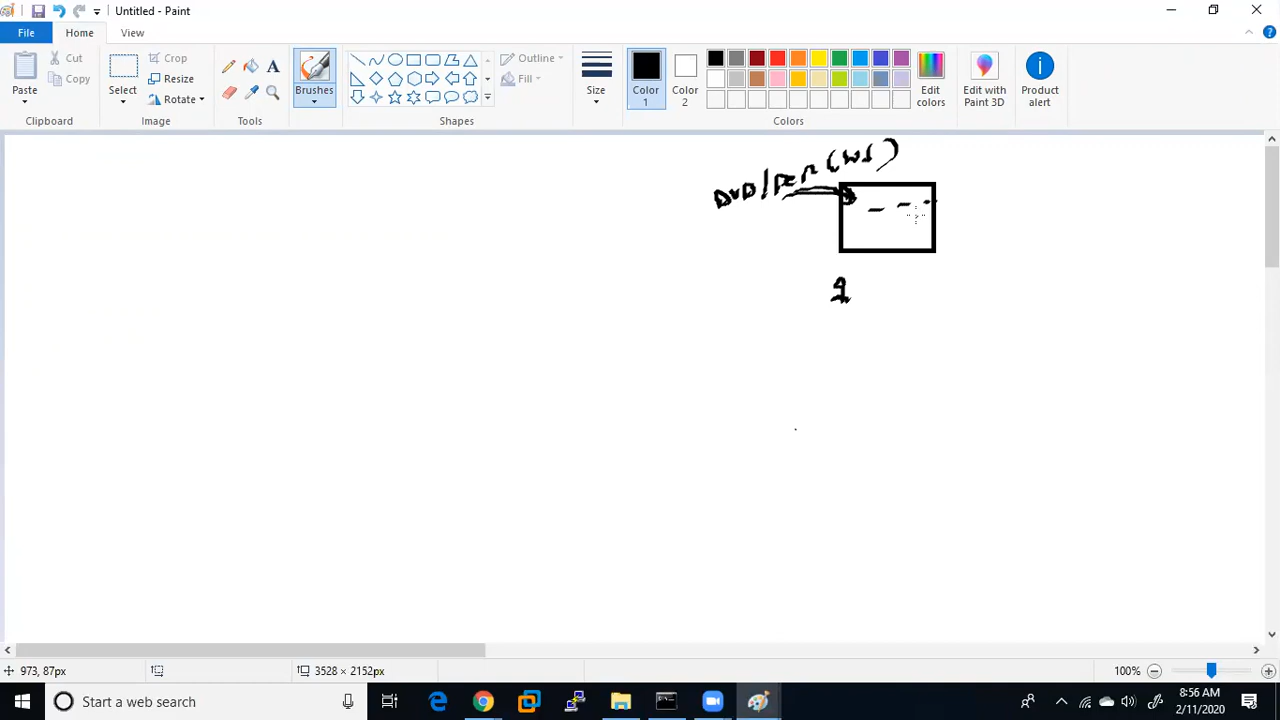 Untitled - Paint
File
Home
View
Paste
Cut
Copy
Clipboard
Select
Crop
Resize
Rotate
Image
A
Tools
Brushes
Outline
Fill
Shapes
Size
Color
1
Color
2
Edit
colors
Colors
Edit with
Paint 3D
Product
alert
DVD/
1
973, 87px
3528 × 2152px
100%
Start a web search
8:56 AM
2/11/2020